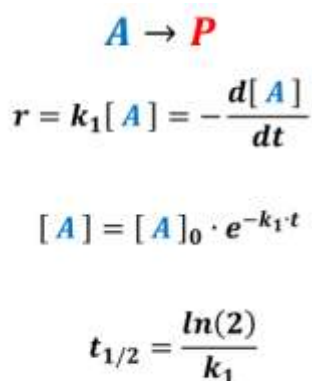 A → P
r = k₁[ A ] = − d[ A ] / dt
[ A ] = [ A ]₀ · e^(−k₁·t)
t₁/₂ = ln(2) / k₁